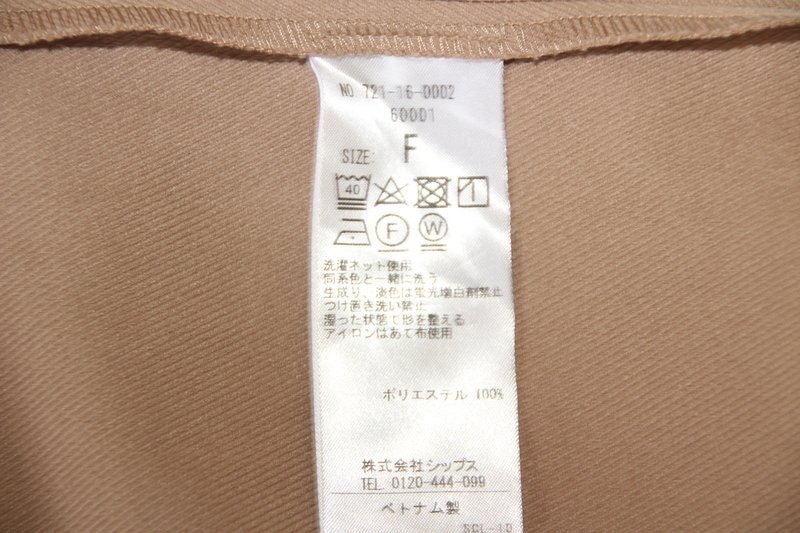 NO 721-16-0002
60001
SIZE: F
40
F W
洗濯ネット使用
同系色と一緒に洗う
生成り、淡色は蛍光増白剤禁止
つけ置き洗い禁止
湿った状態で形を整える
アイロンはあて布使用
ポリエステル 100%
株式会社シップス
TEL. 0120-444-099
ベトナム製
SCL-10